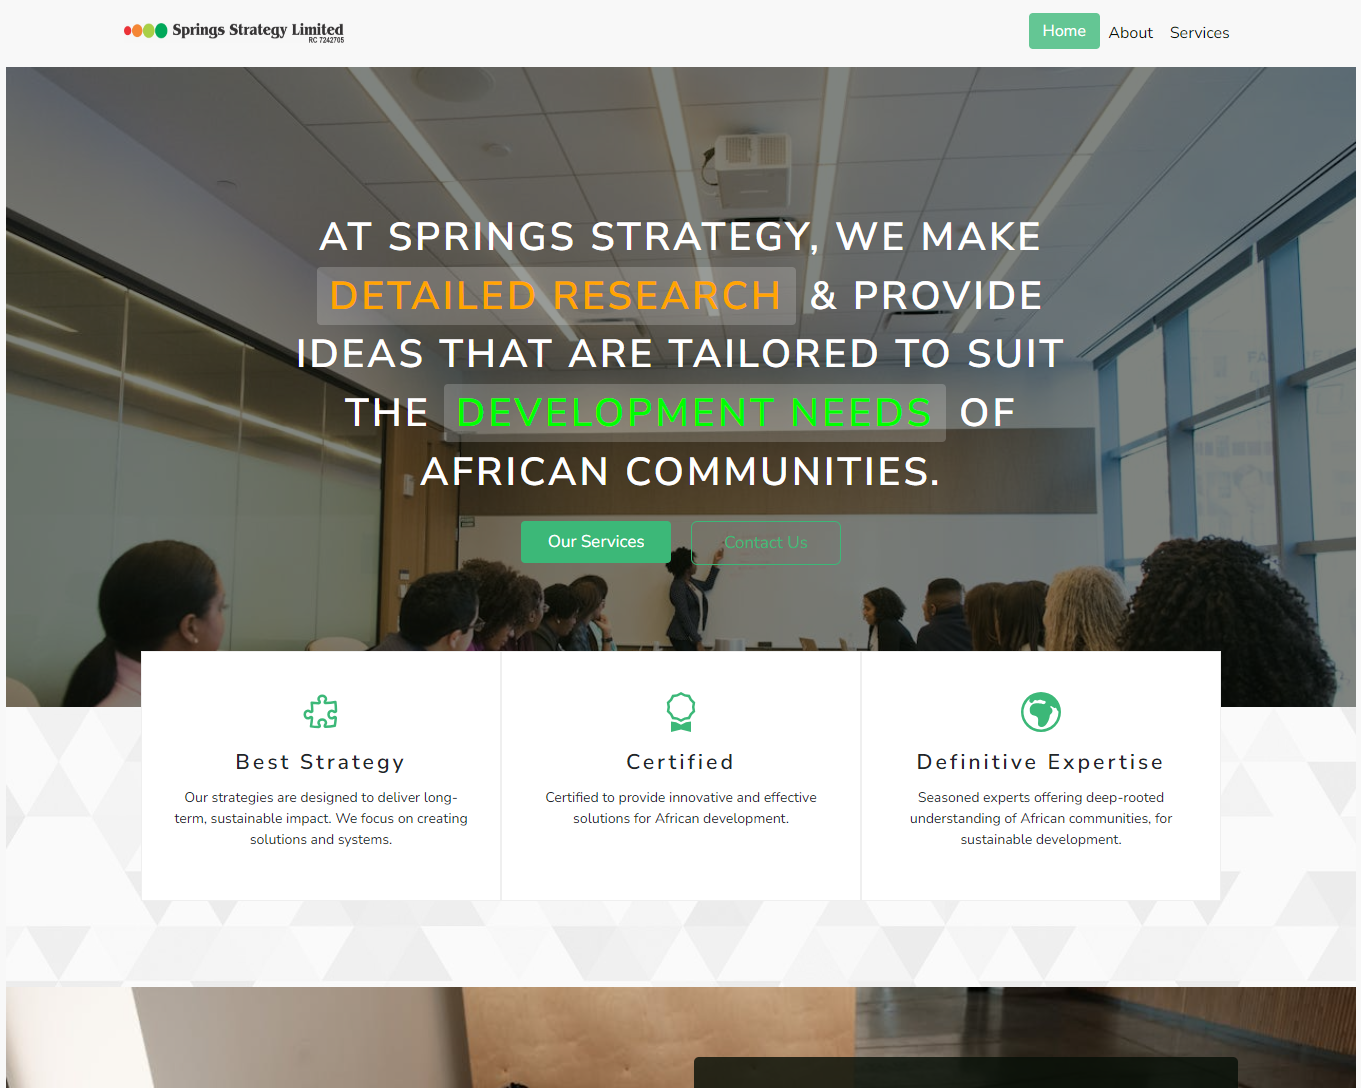 Springs Strategy Limited
RC 7242705
Home About Services
AT SPRINGS STRATEGY, WE MAKE
DETAILED RESEARCH & PROVIDE
IDEAS THAT ARE TAILORED TO SUIT
THE DEVELOPMENT NEEDS OF
AFRICAN COMMUNITIES.
Our Services Contact Us
Best Strategy
Our strategies are designed to deliver long-
term, sustainable impact. We focus on creating
solutions and systems.
Certified
Certified to provide innovative and effective
solutions for African development.
Definitive Expertise
Seasoned experts offering deep-rooted
understanding of African communities, for
sustainable development.